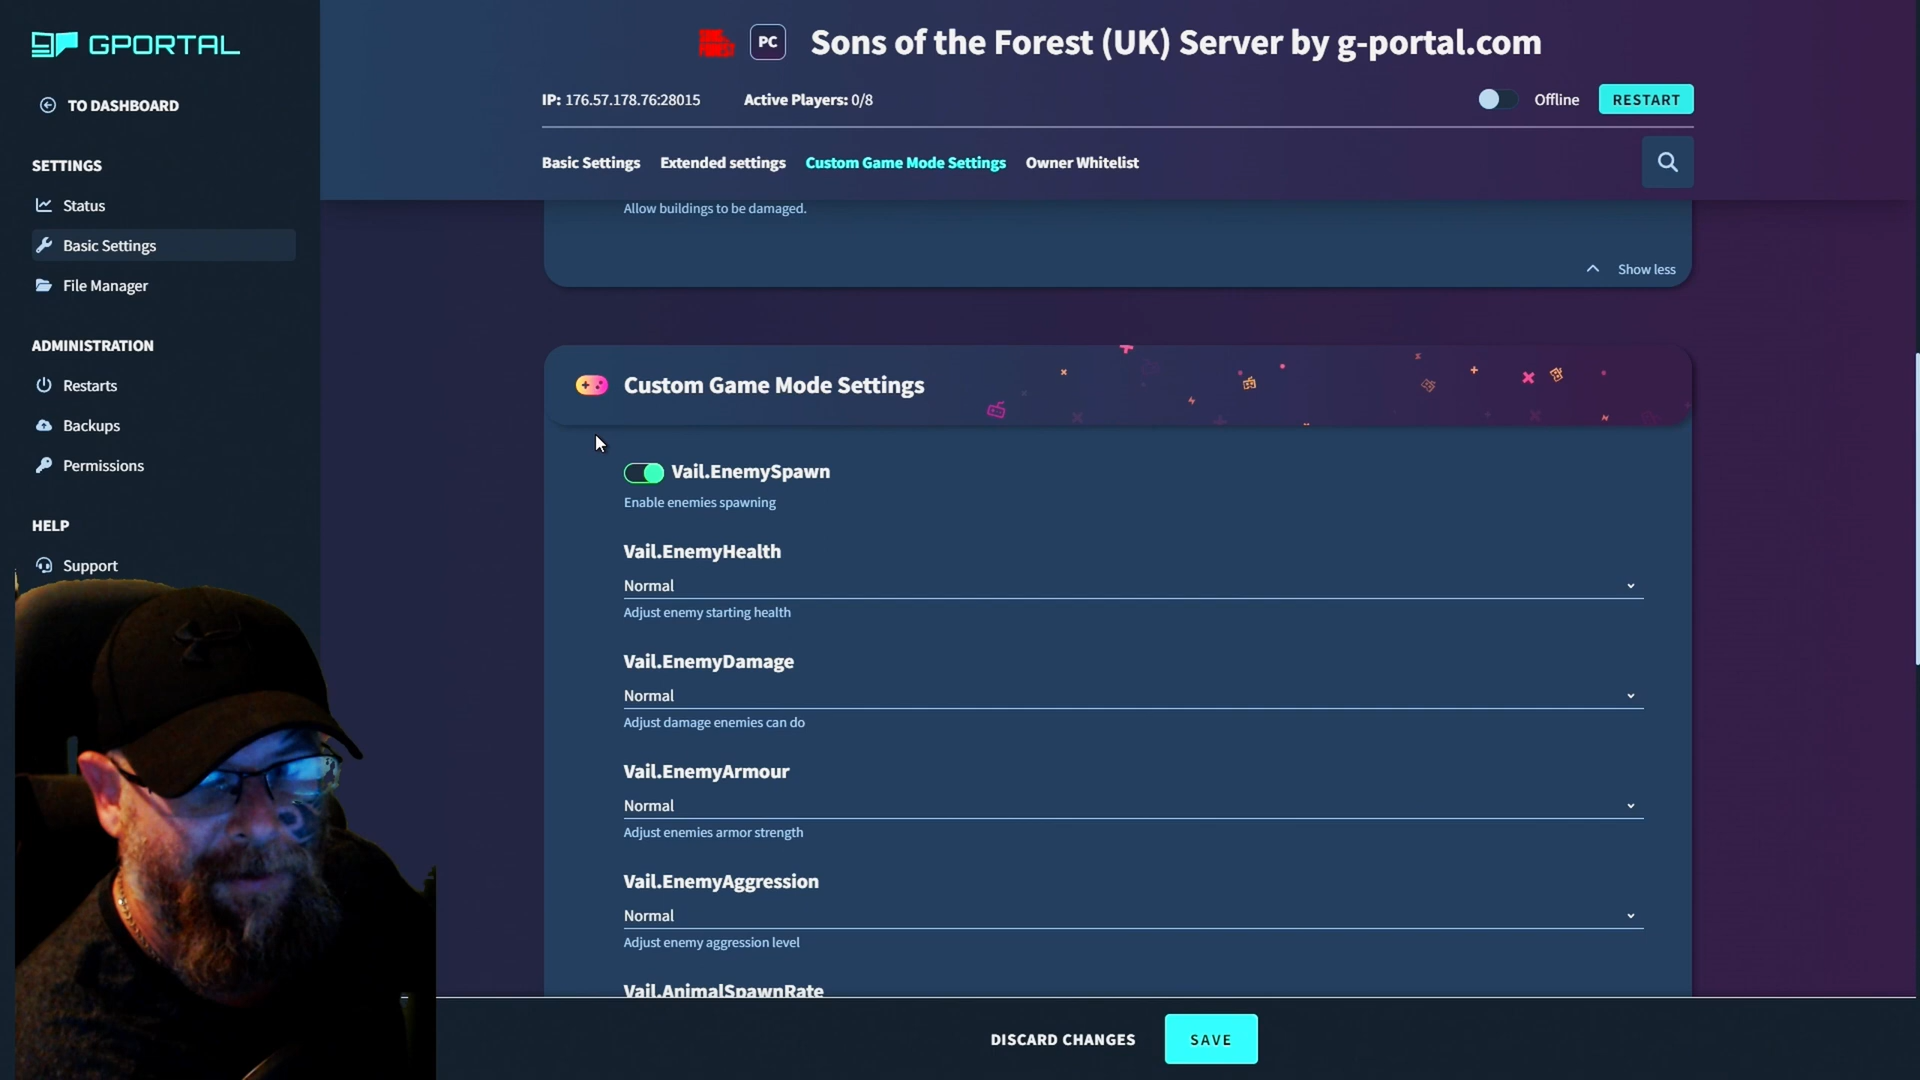 GPORTAL
TO DASHBOARD
SETTINGS
Status
Basic Settings
File Manager
ADMINISTRATION
Restarts
Backups
Permissions
HELP
Support
PC
Sons of the Forest (UK) Server by g-portal.com
IP: 176.57.178.76:28015
Active Players: 0/8
Offline
RESTART
Basic Settings
Extended settings
Custom Game Mode Settings
Owner Whitelist
Allow buildings to be damaged.
Show less
Custom Game Mode Settings
Vail.EnemySpawn
Enable enemies spawning
Vail.EnemyHealth
Normal
Adjust enemy starting health
Vail.EnemyDamage
Normal
Adjust damage enemies can do
Vail.EnemyArmour
Normal
Adjust enemies armor strength
Vail.EnemyAggression
Normal
Adjust enemy aggression level
Vail.AnimalSpawnRate
DISCARD CHANGES
SAVE